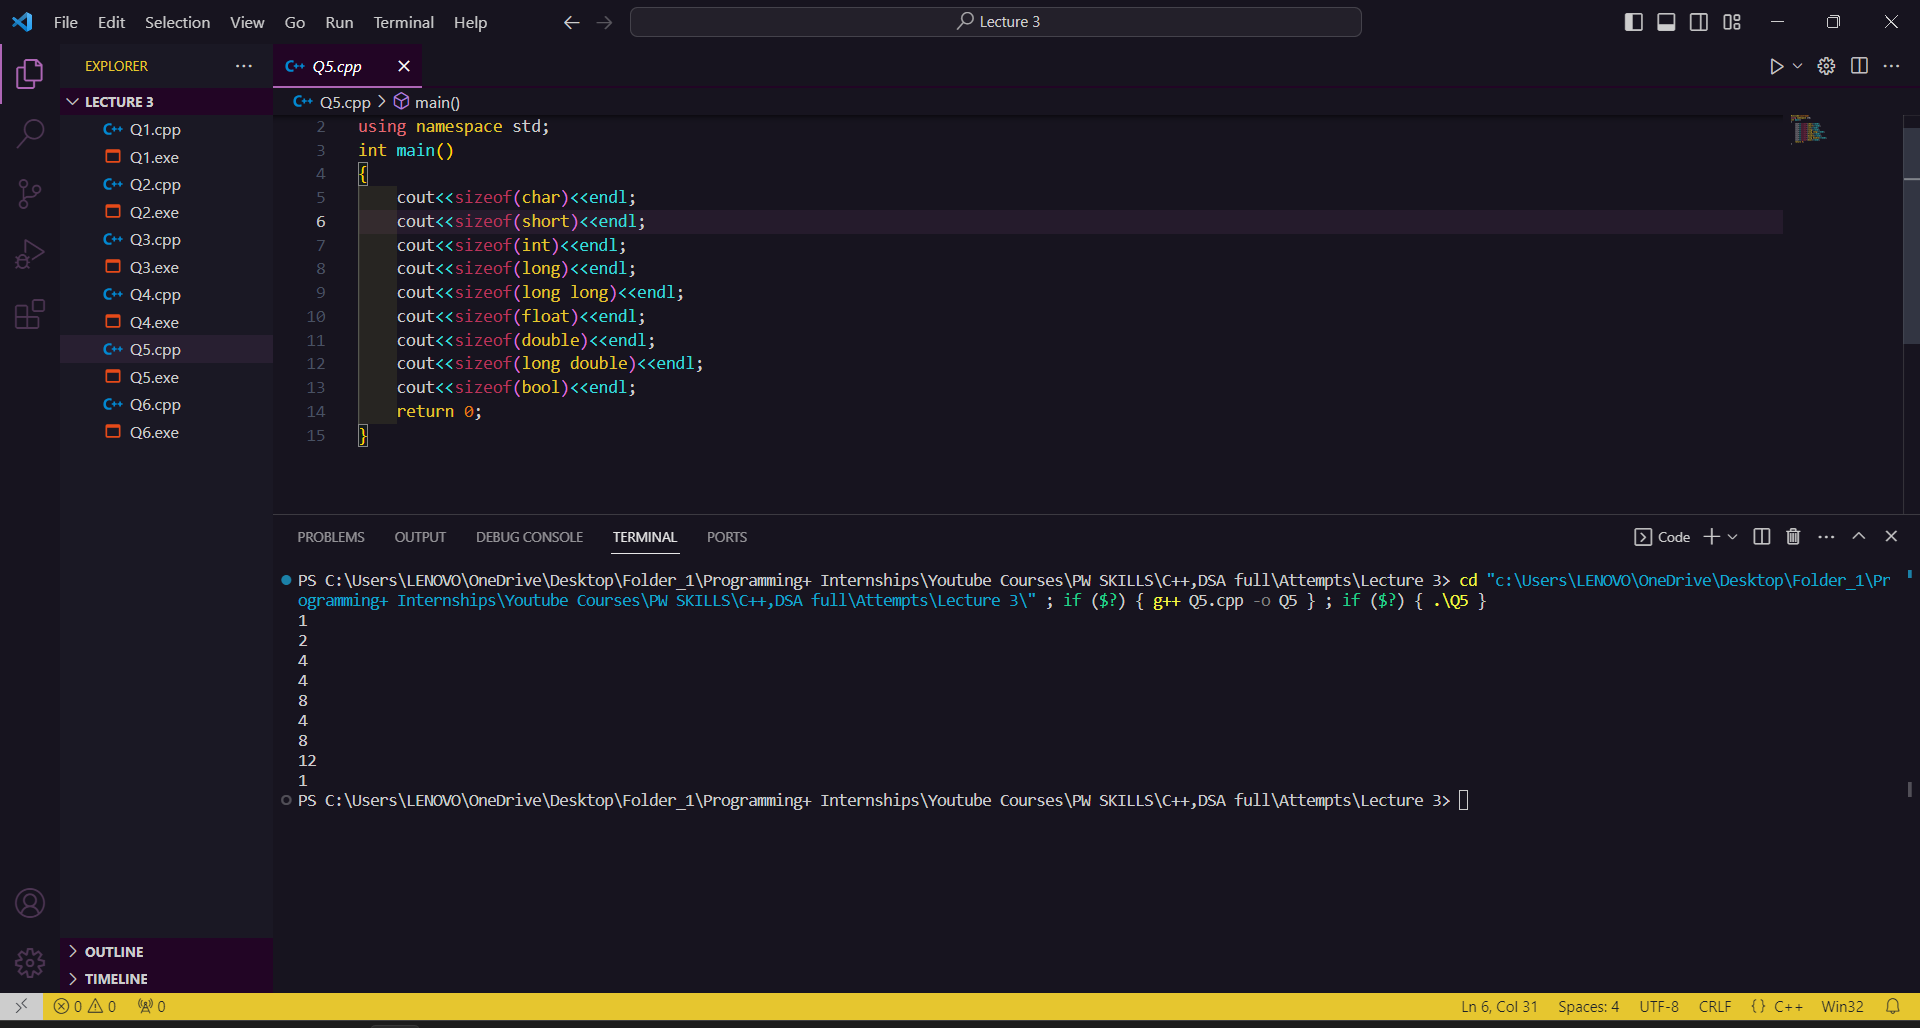 File Edit Selection View Go Run Terminal Help
Lecture 3
EXPLORER
LECTURE 3
Q1.cpp
Q1.exe
Q2.cpp
Q2.exe
Q3.cpp
Q3.exe
Q4.cpp
Q4.exe
Q5.cpp
Q5.exe
Q6.cpp
Q6.exe
OUTLINE
TIMELINE
C++ Q5.cpp
C++ Q5.cpp > main()
2 using namespace std;
3 int main()
4 {
5 cout<<sizeof(char)<<endl;
6 cout<<sizeof(short)<<endl;
7 cout<<sizeof(int)<<endl;
8 cout<<sizeof(long)<<endl;
9 cout<<sizeof(long long)<<endl;
10 cout<<sizeof(float)<<endl;
11 cout<<sizeof(double)<<endl;
12 cout<<sizeof(long double)<<endl;
13 cout<<sizeof(bool)<<endl;
14 return 0;
15 }
PROBLEMS OUTPUT DEBUG CONSOLE TERMINAL PORTS
Code
PS C:\Users\LENOVO\OneDrive\Desktop\Folder_1\Programming+ Internships\Youtube Courses\PW SKILLS\C++,DSA full\Attempts\Lecture 3> cd "c:\Users\LENOVO\OneDrive\Desktop\Folder_1\Pr
ogramming+ Internships\Youtube Courses\PW SKILLS\C++,DSA full\Attempts\Lecture 3\" ; if ($?) { g++ Q5.cpp -o Q5 } ; if ($?) { .\Q5 }
1
2
4
4
8
4
8
12
1
PS C:\Users\LENOVO\OneDrive\Desktop\Folder_1\Programming+ Internships\Youtube Courses\PW SKILLS\C++,DSA full\Attempts\Lecture 3>
0 0 0 Ln 6, Col 31 Spaces: 4 UTF-8 CRLF {} C++ Win32